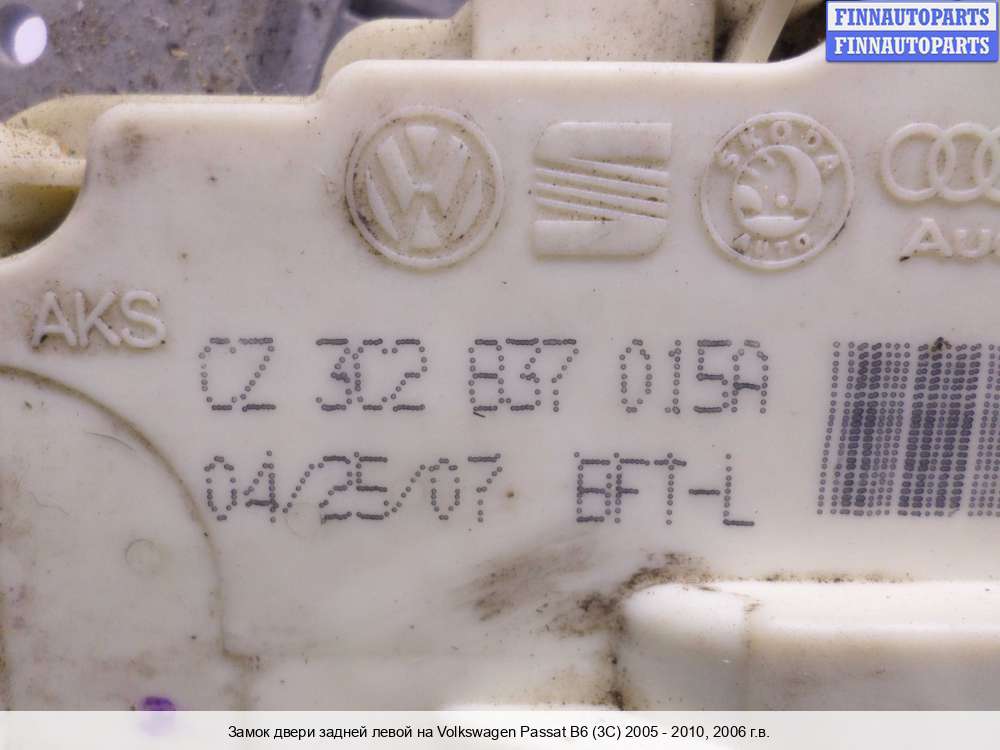 FINNAUTOPARTS
FINNAUTOPARTS
ŠKODA
AUTO
Au
AKS
CZ 3C2 837 015A
04/25/07 BFT-L
Замок двери задней левой на Volkswagen Passat B6 (3C) 2005 - 2010, 2006 г.в.